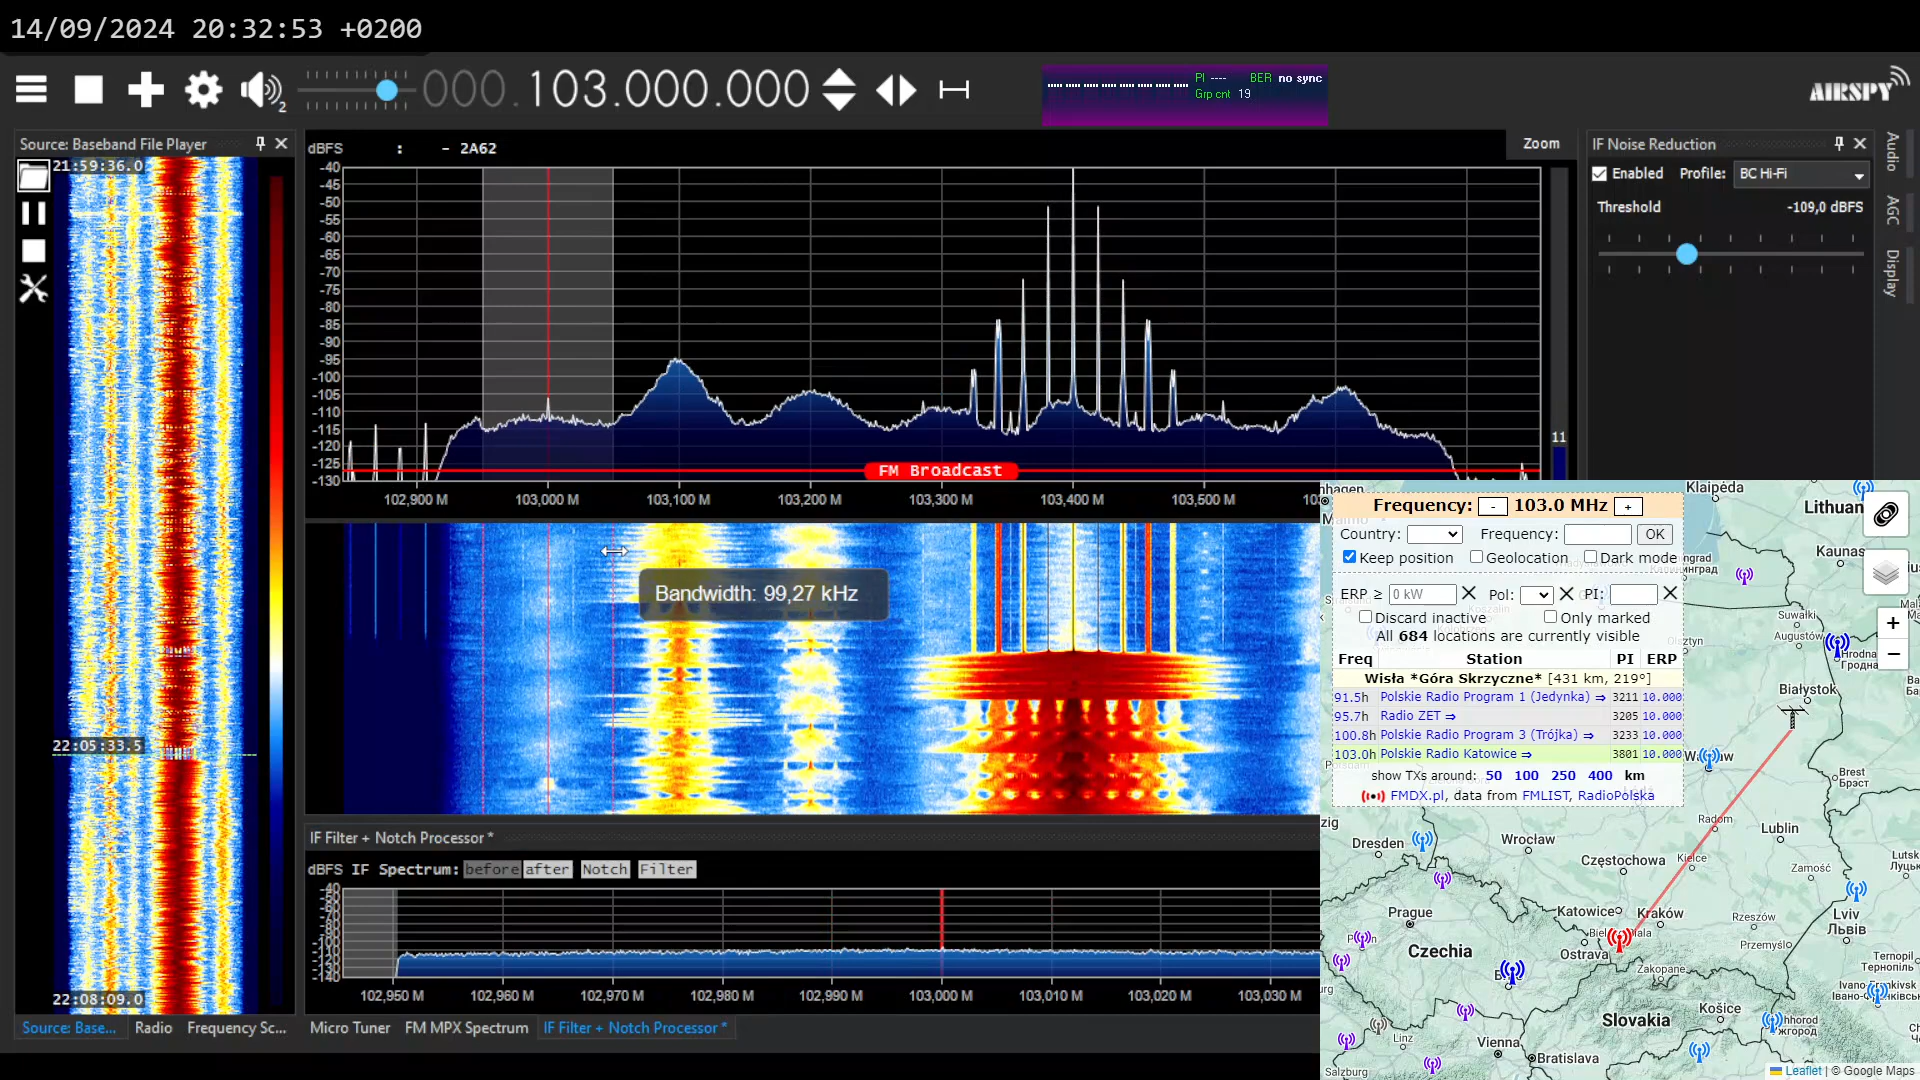 14/09/2024 20:32:53 +0200
2
000.103.000.000
PI ---- BER no sync
Grp cnt 19
AIRSPY
Source: Baseband File Player
21:59:36.0
22:05:33.5
22:08:09.0
dBFS : - 2A62
Zoom
-40
-45
-50
-55
-60
-65
-70
-75
-80
-85
-90
-95
-100
-105
-110
-115
-120
-125
-130
11
FM Broadcast
102,900 M 103,000 M 103,100 M 103,200 M 103,300 M 103,400 M 103,500 M
Bandwidth: 99,27 kHz
IF Noise Reduction
Enabled Profile: BC Hi-Fi
Threshold -109,0 dBFS
Audio
AGC
Display
IF Filter + Notch Processor *
dBFS IF Spectrum: before after Notch Filter
102,950 M 102,960 M 102,970 M 102,980 M 102,990 M 103,000 M 103,010 M 103,020 M 103,030 M
Source: Base... Radio Frequency Sc... Micro Tuner FM MPX Spectrum IF Filter + Notch Processor *
Frequency: - 103.0 MHz +
Country: Frequency: OK
Keep position Geolocation Dark mode
ERP ≥ 0 kW Pol: PI:
Discard inactive Only marked
All 684 locations are currently visible
Freq Station PI ERP
Wisła *Góra Skrzyczne* [431 km, 219°]
91.5h Polskie Radio Program 1 (Jedynka) ⇒ 3211 10.000
95.7h Radio ZET ⇒ 3205 10.000
100.8h Polskie Radio Program 3 (Trójka) ⇒ 3233 10.000
103.0h Polskie Radio Katowice ⇒ 3801 10.000
show TXs around: 50 100 250 400 km
FMDX.pl, data from FMLIST, RadioPolska
Klaipėda
Lithuan
Kaunas
Suwałki
Augustów
Hrodna
Гродна
Białystok
Brest
Брэст
Radom
Lublin
Wrocław
Dresden
Częstochowa
Kielce
Zamość
Katowice
Kraków
Rzeszów
Prague
Ostrava
Przemyśl
Lviv
Львів
Czechia
Zakopane
Ternopil
Тернопіль
Košice
Slovakia
Linz
Vienna
Bratislava
Salzburg
+
−
Leaflet | © Google Maps